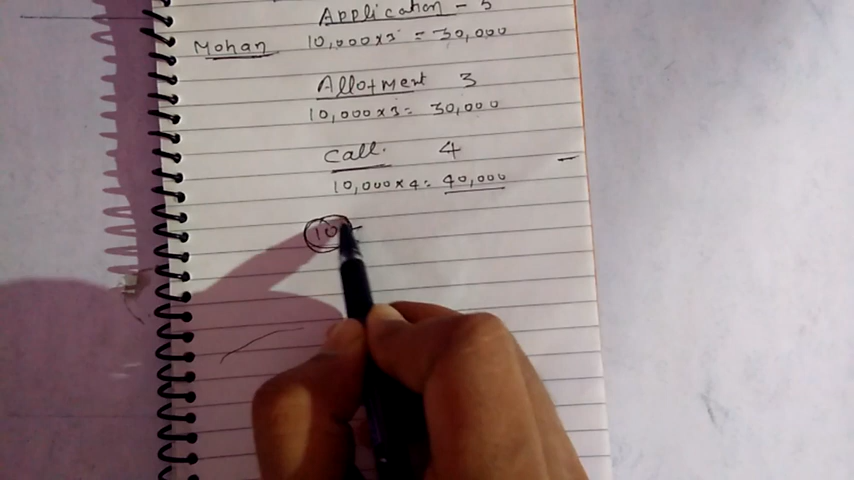 Application - 3
Mohan 10,000x3 = 30,000
Allotment 3
10,000x3= 30,000
Call. 4
10,000x4= 40,000
10